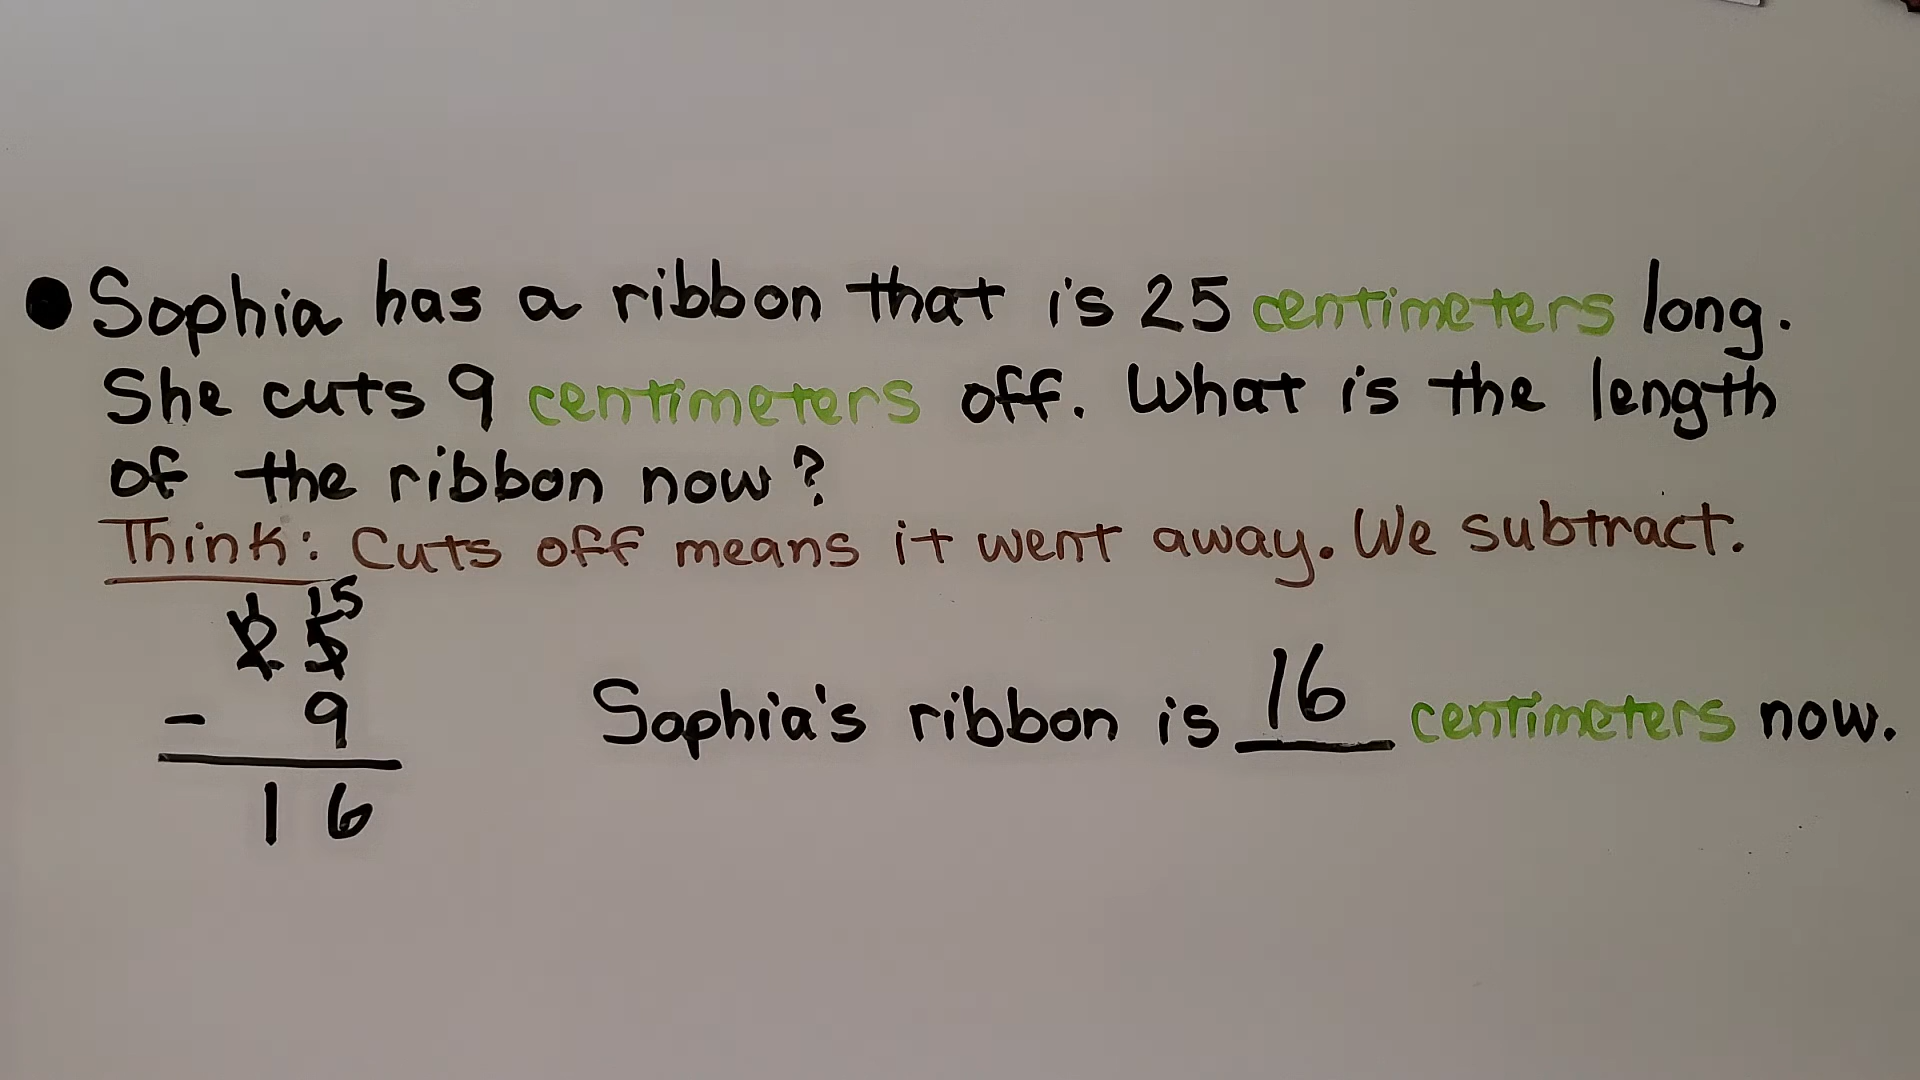 ● Sophia has a ribbon that is 25 centimeters long.
She cuts 9 centimeters off. What is the length
of the ribbon now?
Think: Cuts off means it went away. We subtract.
1 15
2 5
- 9
16
Sophia's ribbon is 16 centimeters now.